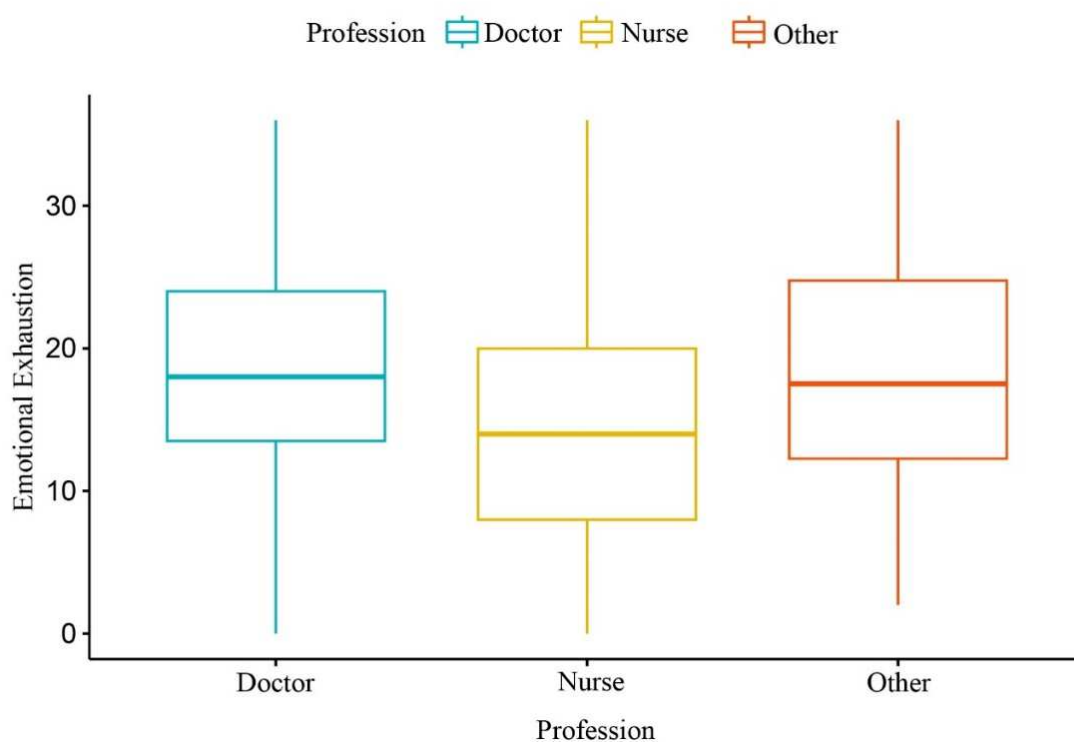 Profession Doctor Nurse Other
Emotional Exhaustion
30
20
10
0
Doctor Nurse Other
Profession